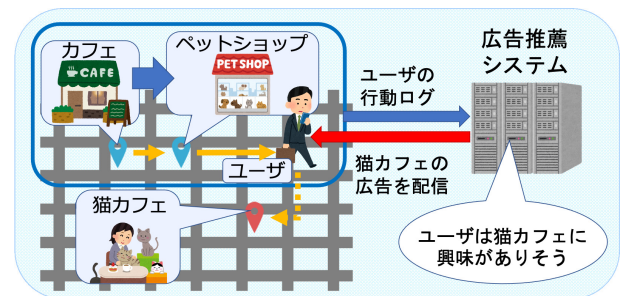 カフェ
CAFE
ペットショップ
PET SHOP
ユーザ
猫カフェ
ユーザの
行動ログ
猫カフェの
広告を配信
広告推薦
システム
ユーザは猫カフェに
興味がありそう